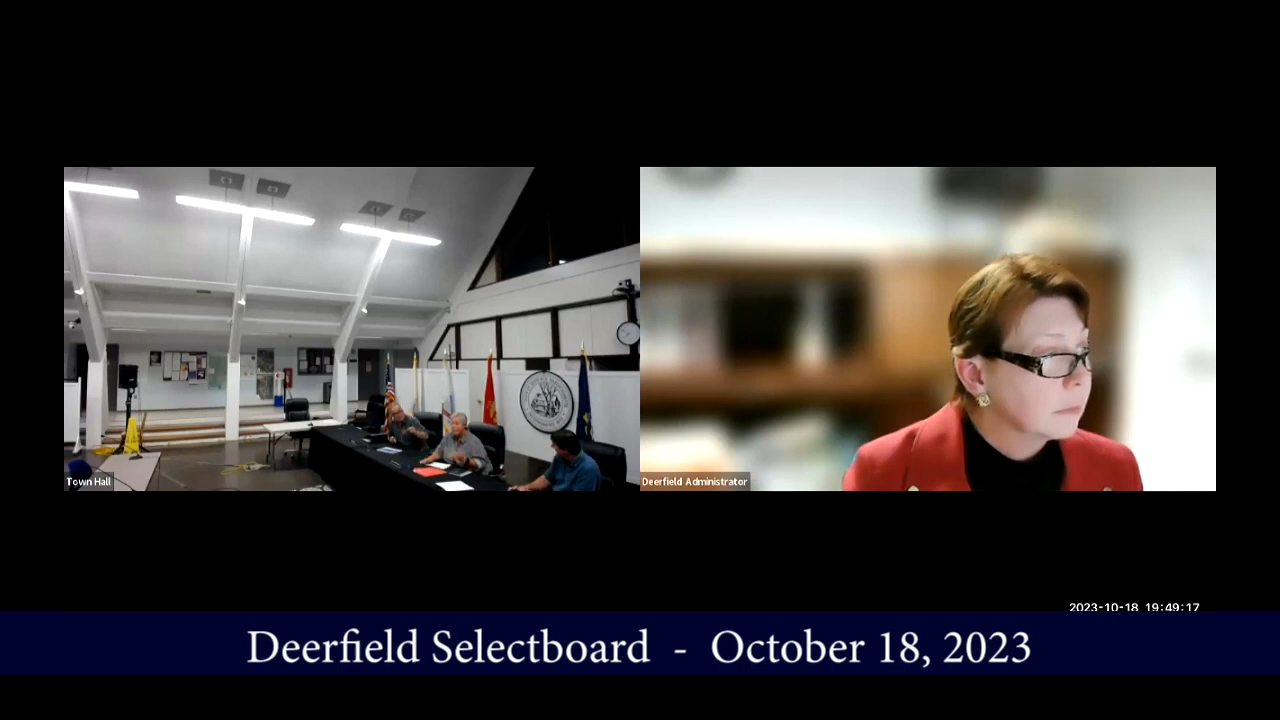 Town Hall
Deerfield Administrator
2023-10-18 19:49:17
Deerfield Selectboard - October 18, 2023